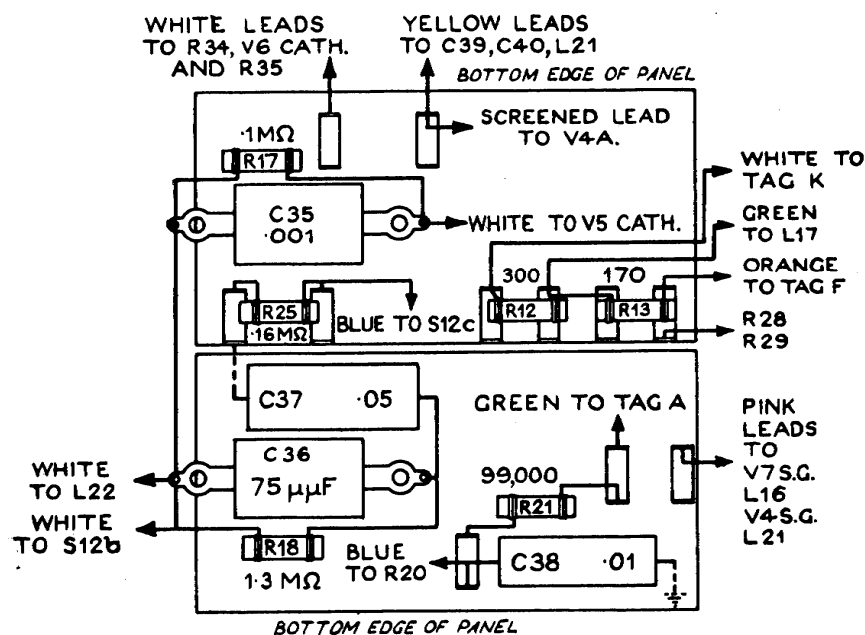 WHITE LEADS
TO R34, V6 CATH.
AND R35
YELLOW LEADS
TO C39, C40, L21
BOTTOM EDGE OF PANEL
SCREENED LEAD
TO V4A.
.1MΩ
R17
WHITE TO
TAG K
C35
.001
WHITE TO V5 CATH.
GREEN
TO L17
300
170
ORANGE
TO TAG F
R25
R12
R13
.16MΩ
BLUE TO S12c
R28
R29
C37 .05
GREEN TO TAG A
PINK
LEADS
TO
V7 S.G.
L16
V4 S.G.
L21
C36
75 µµF
WHITE
TO L22
99,000
R21
WHITE
TO S12b
R18
1.3 MΩ
BLUE
TO R20
C38 .01
BOTTOM EDGE OF PANEL